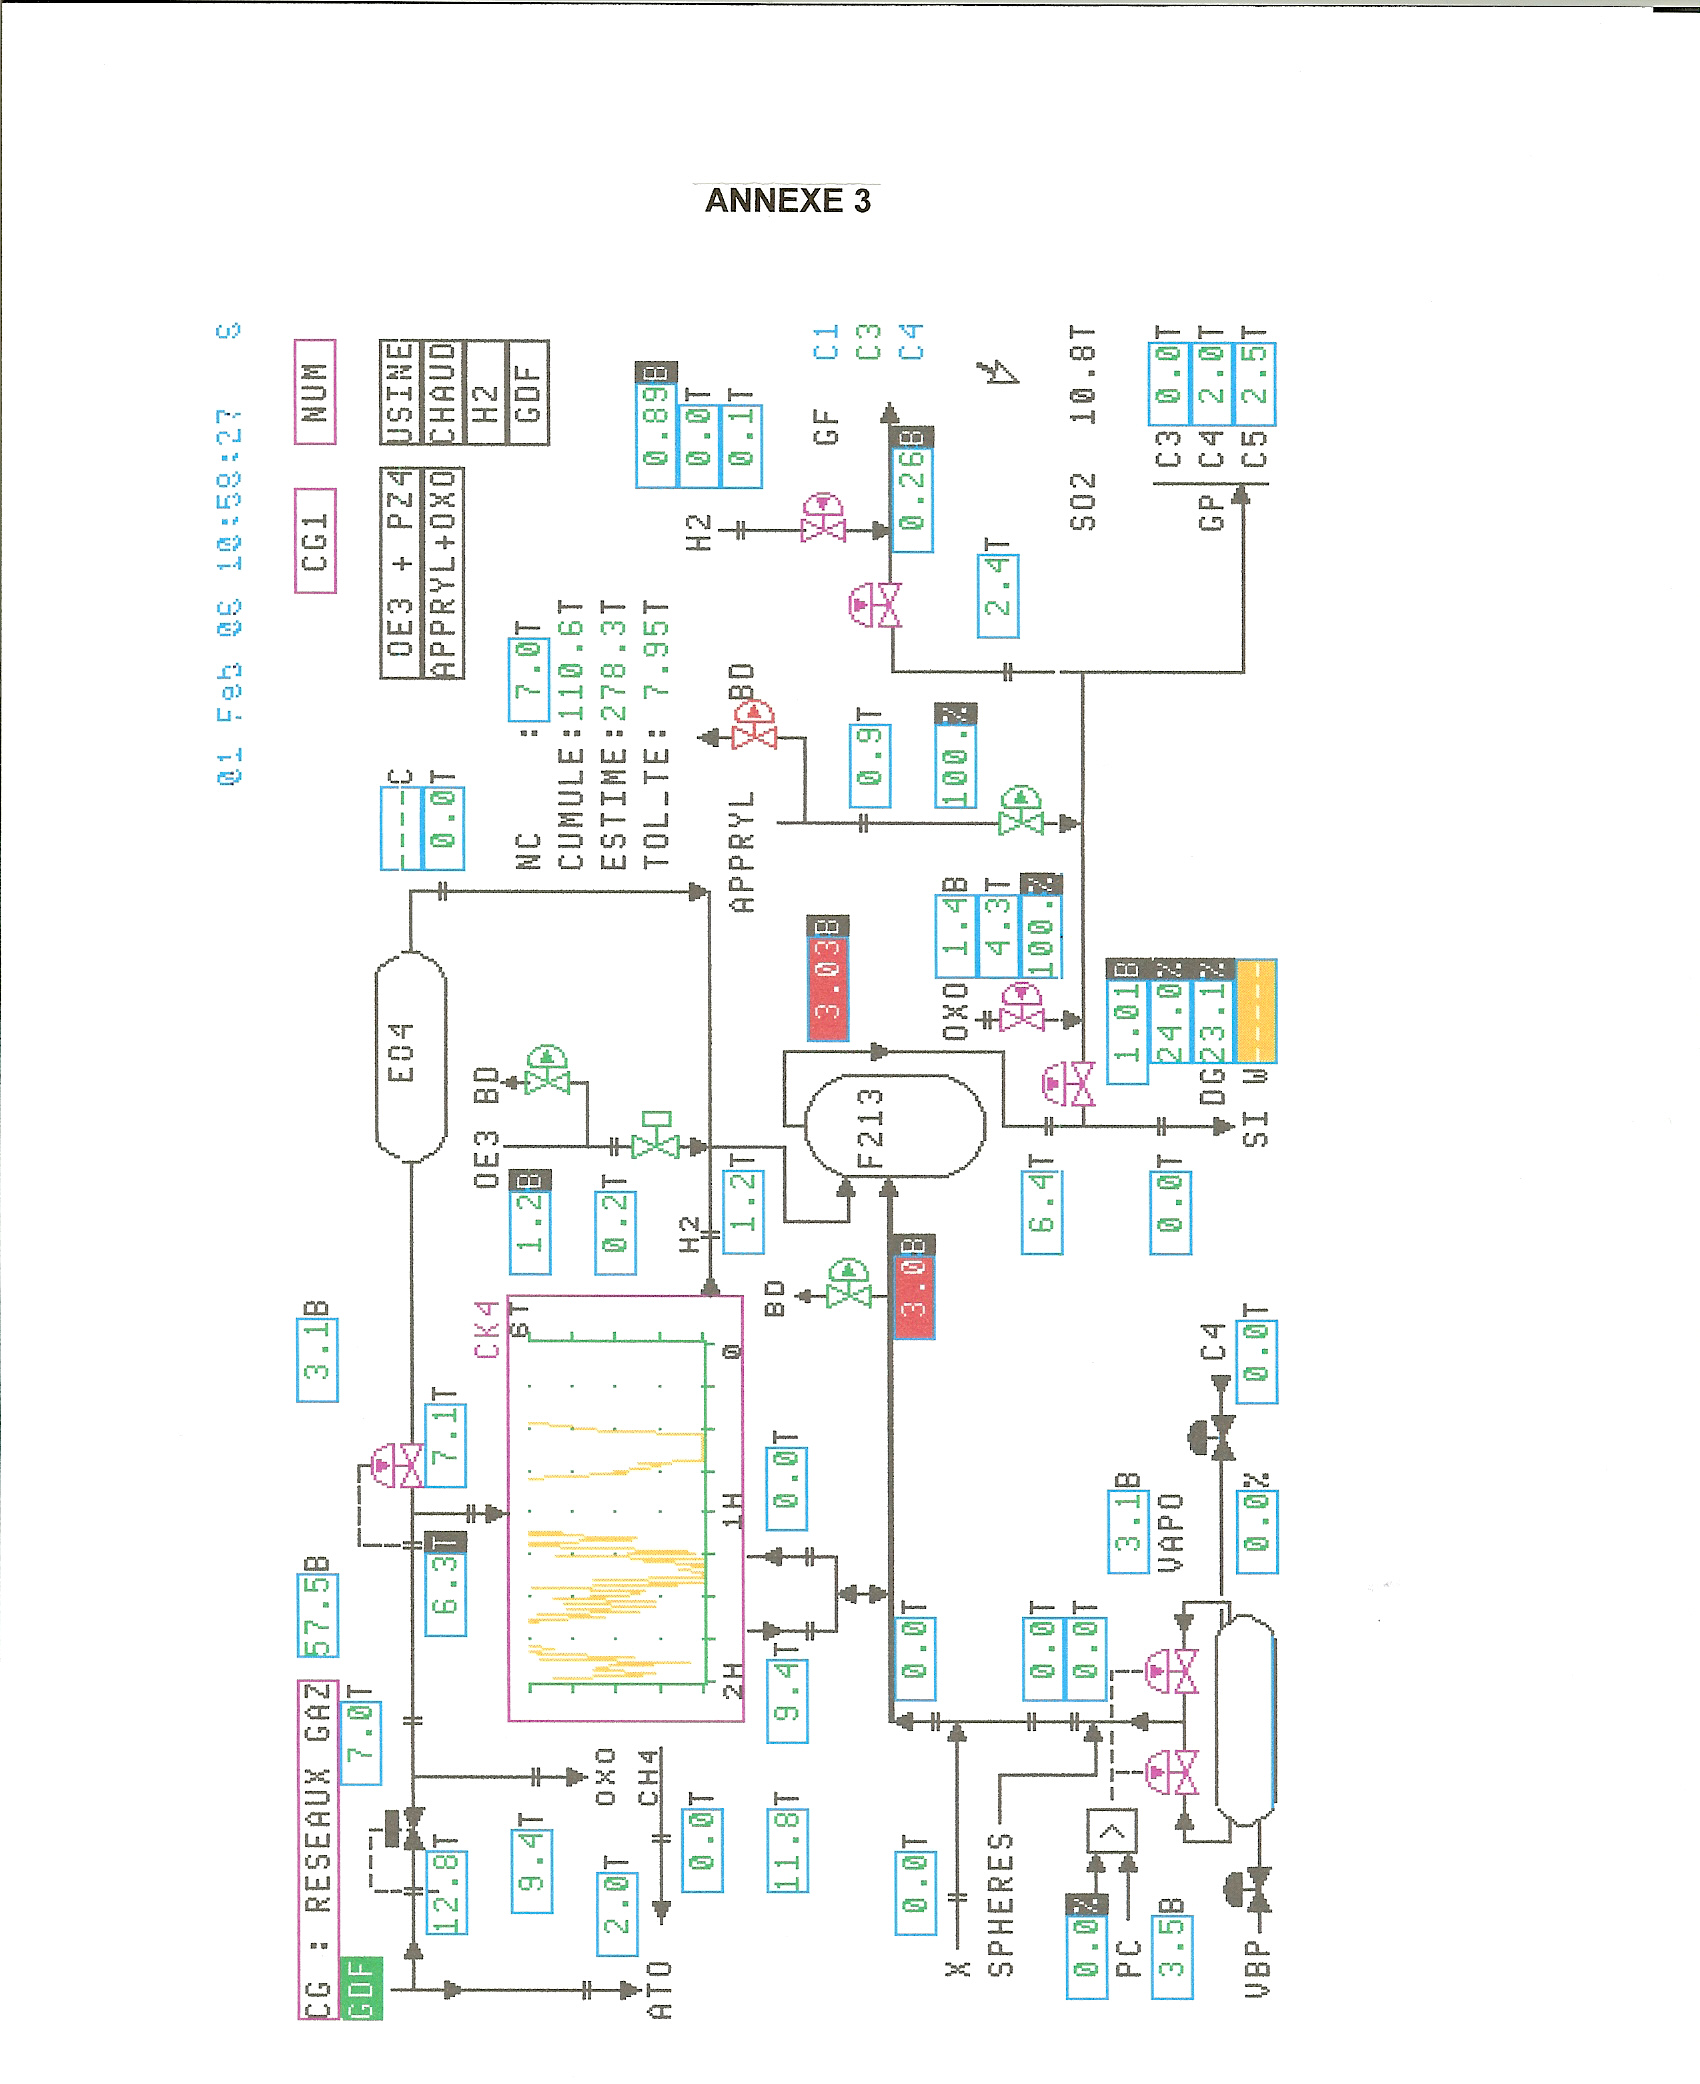 ANNEXE 3
01 Feb 06 10:58:27
CG : RESEAUX GAZ
57.5B
3.1B
CG1
NUM
GDF
7.0T
OE3 + PZ4
APPRYL+OXO
USINE
CHAUD
H2
GDF
----C
0.0T
E04
12.8T
6.3T
7.1T
9.4T
OXO
2.0T
ATO
CH4
0.0T
11.8T
CK4
6T
2H
1H
0
9.4T
0.0T
OE3
BD
1.2B
0.2T
H2
1.2T
NC : 7.0T
CUMULE:110.6T
ESTIME:278.3T
TOL_ITE: 7.95T
APPRYL
BD
0.9T
100.%
H2
0.89B
0.0T
0.1T
GF
C1
C3
C4
0.26B
2.4T
BD
3.0B
F213
3.03B
OXO
1.4B
4.3T
100.%
SO2 10.8T
GP
C3 0.0T
C4 2.0T
C5 2.5T
6.4T
0.0T
SI
1.01B
24.0%
DG 23.1%
W ----
0.0T
X
SPHERES
0.0T
0.0T
0.0T
0.0%
PC
3.5B
>
VBP
3.1B
VAPO
0.0%
C4
0.0T